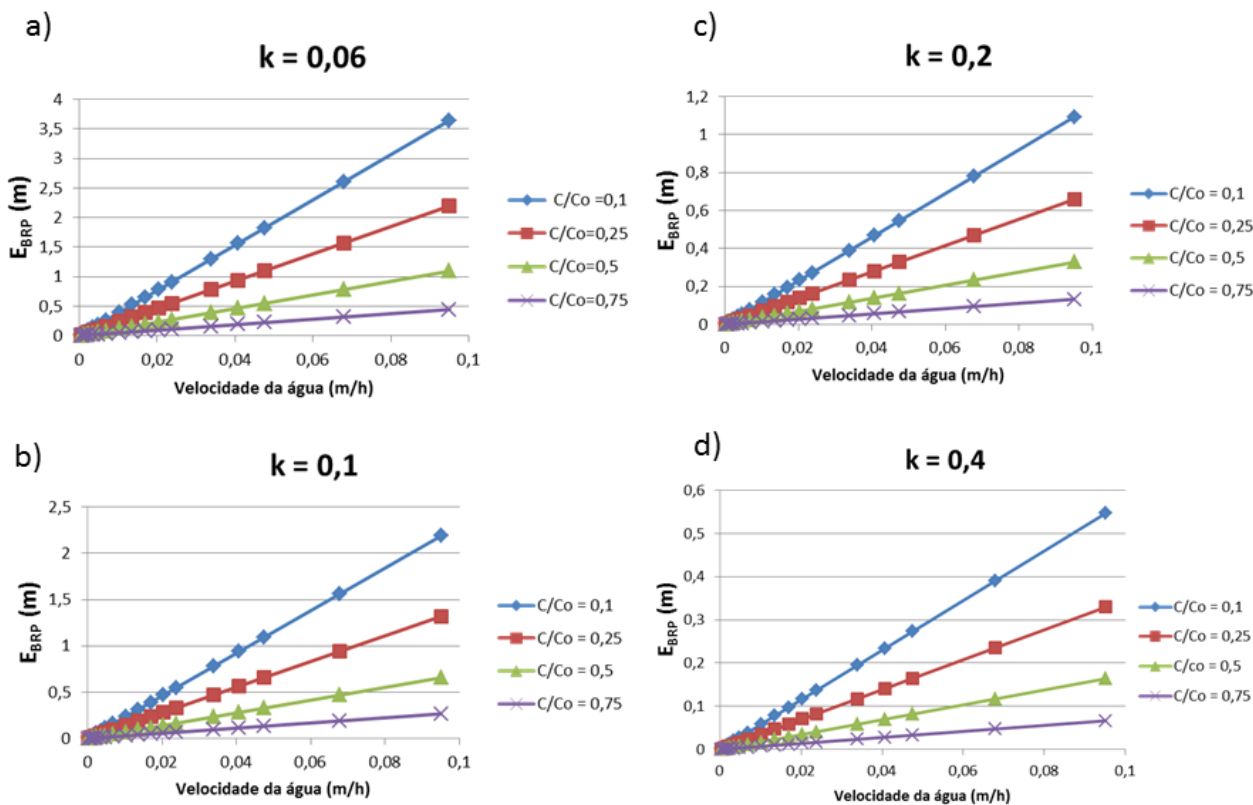 a)
k = 0,06
E_BRP (m)
4
3,5
3
2,5
2
1,5
1
0,5
0
0 0,02 0,04 0,06 0,08 0,1
Velocidade da água (m/h)
C/Co =0,1
C/Co=0,25
C/Co=0,5
C/Co=0,75
c)
k = 0,2
E_BRP (m)
1,2
1
0,8
0,6
0,4
0,2
0
0 0,02 0,04 0,06 0,08 0,1
Velocidade da água (m/h)
C/Co = 0,1
C/Co = 0,25
C/Co = 0,5
C/Co = 0,75
b)
k = 0,1
E_BRP (m)
2,5
2
1,5
1
0,5
0
0 0,02 0,04 0,06 0,08 0,1
Velocidade da água (m/h)
C/Co = 0,1
C/Co = 0,25
C/Co = 0,5
C/Co = 0,75
d)
k = 0,4
E_BRP (m)
0,6
0,5
0,4
0,3
0,2
0,1
0
0 0,02 0,04 0,06 0,08 0,1
Velocidade da água (m/h)
C/Co = 0,1
C/Co = 0,25
C/Co = 0,5
C/Co = 0,75